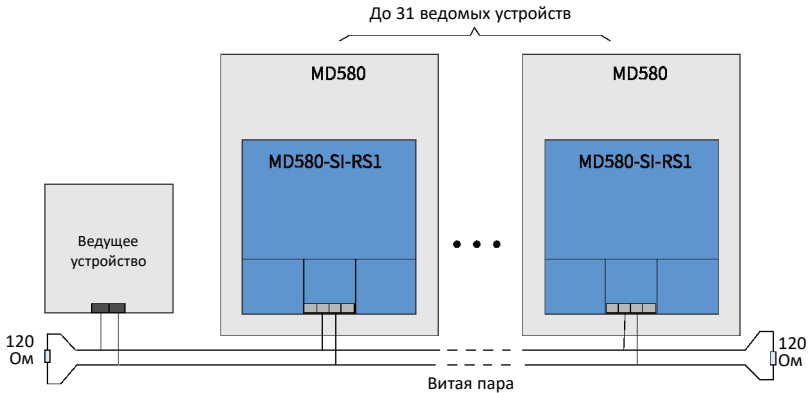 До 31 ведомых устройств
MD580
MD580
MD580-SI-RS1
MD580-SI-RS1
Ведущее
устройство
120
Ом
120
Ом
Витая пара